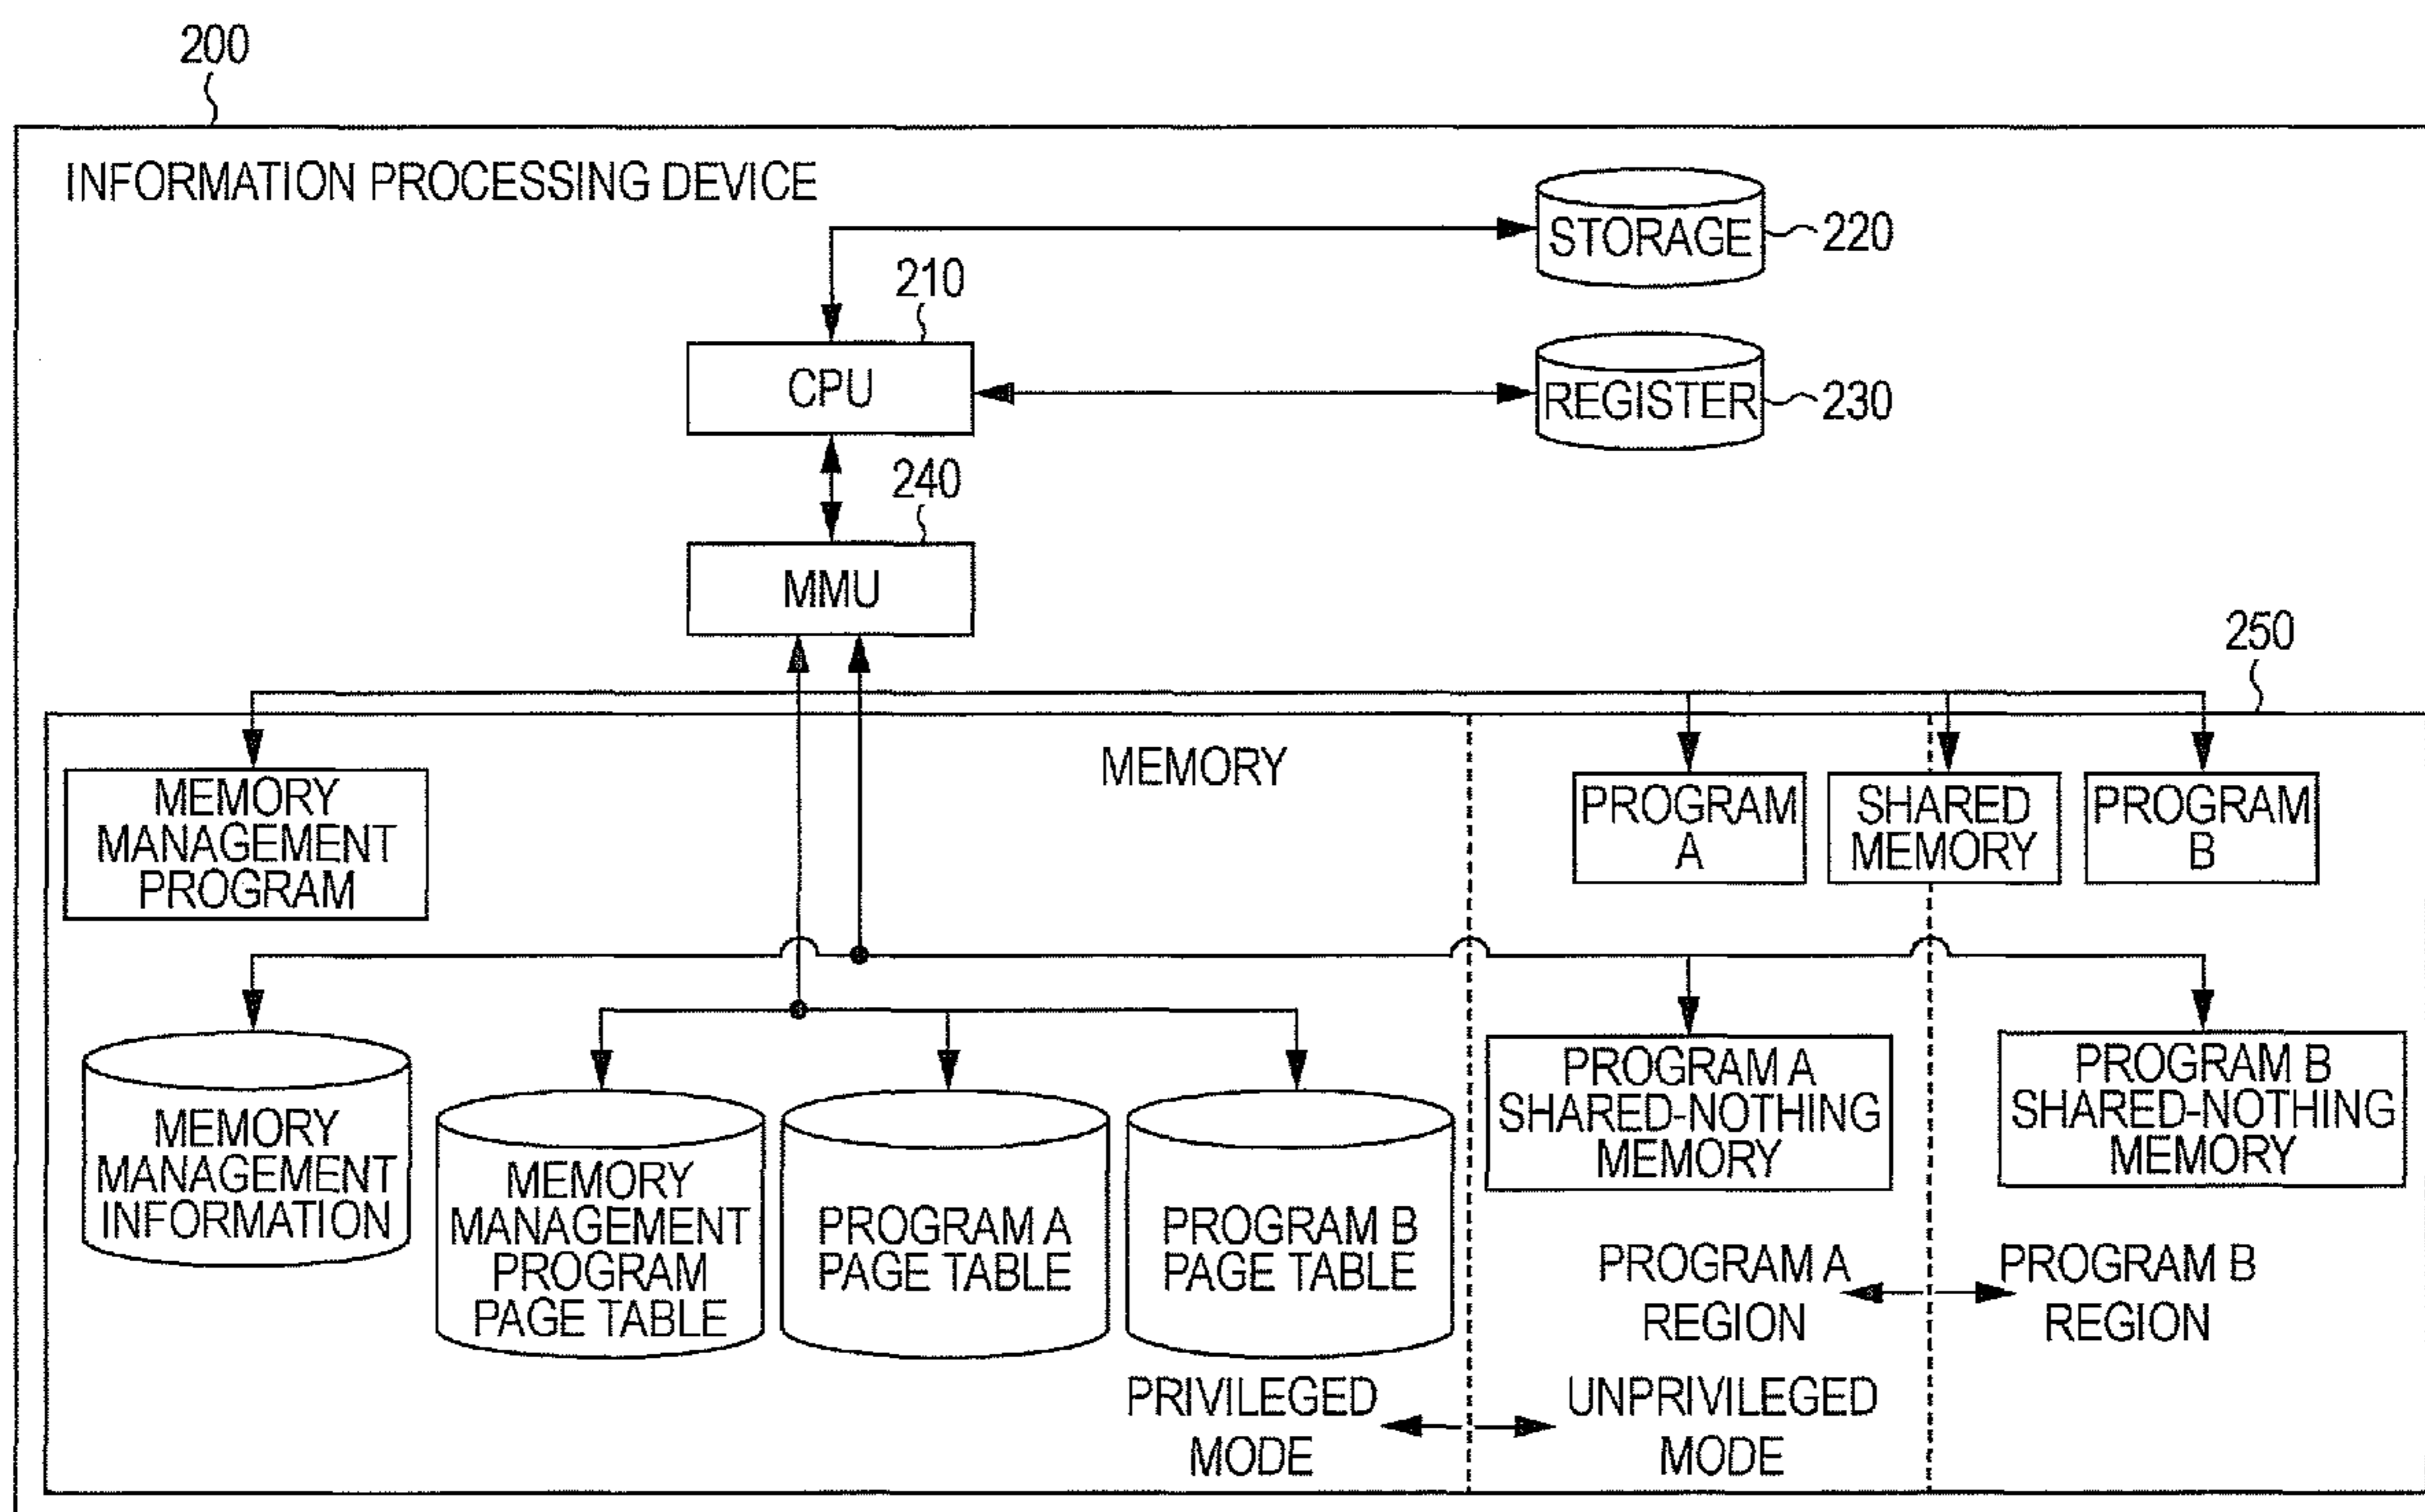 200
INFORMATION PROCESSING DEVICE
STORAGE
220
210
CPU
REGISTER
230
240
MMU
250
MEMORY
MEMORY
MANAGEMENT
PROGRAM
PROGRAM
A
SHARED
MEMORY
PROGRAM
B
MEMORY
MANAGEMENT
INFORMATION
MEMORY
MANAGEMENT
PROGRAM
PAGE TABLE
PROGRAM A
PAGE TABLE
PROGRAM B
PAGE TABLE
PROGRAM A
SHARED-NOTHING
MEMORY
PROGRAM B
SHARED-NOTHING
MEMORY
PROGRAM A
REGION
PROGRAM B
REGION
PRIVILEGED
MODE
UNPRIVILEGED
MODE